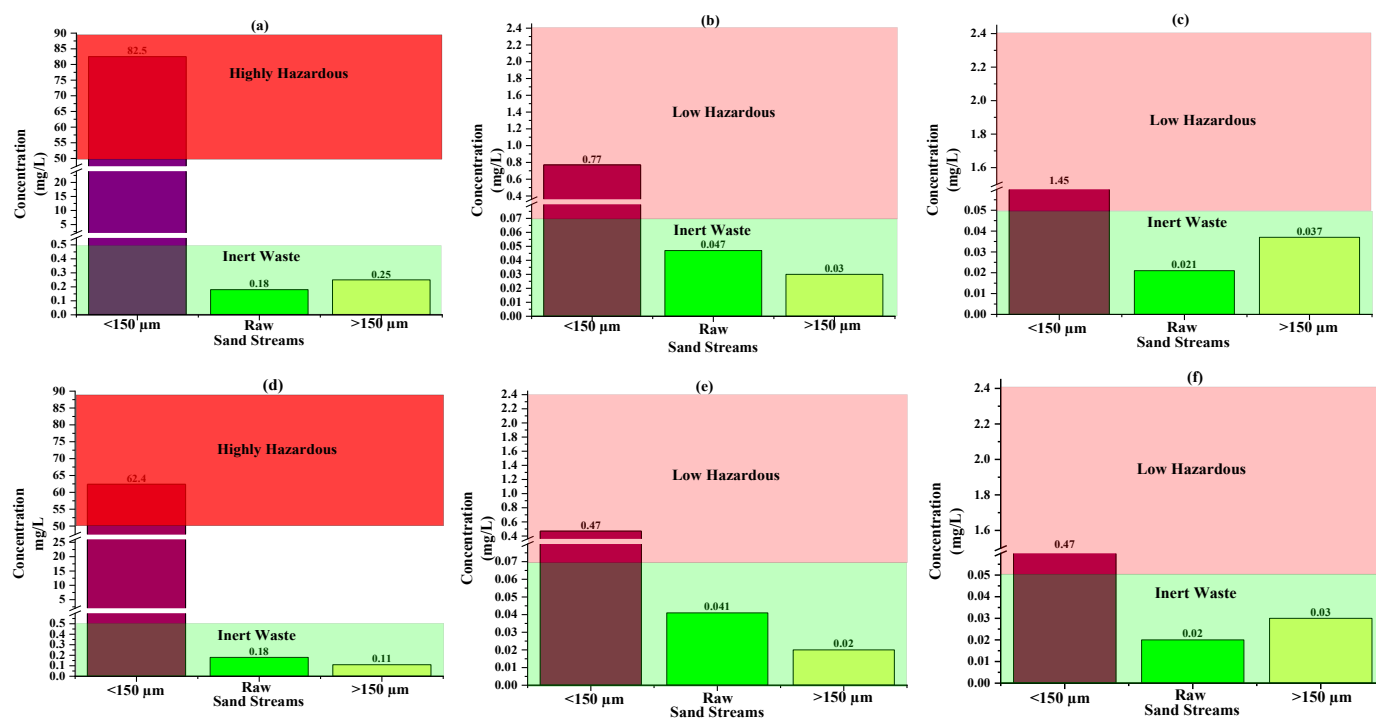 (a)
Concentration
(mg/L)
90
85
80
75
70
65
60
55
50
20
15
10
5
0.5
0.4
0.3
0.2
0.1
0.0
82.5
Highly Hazardous
Inert Waste
0.18
0.25
<150 µm
Raw
>150 µm
Sand Streams
(b)
Concentration
(mg/L)
2.4
2.2
2.0
1.8
1.6
1.4
1.2
1.0
0.8
0.6
0.4
0.07
0.06
0.05
0.04
0.03
0.02
0.01
0.00
Low Hazardous
0.77
Inert Waste
0.047
0.03
<150 µm
Raw
>150 µm
Sand Streams
(c)
Concentration
(mg/L)
2.4
2.2
2.0
1.8
1.6
0.05
0.04
0.03
0.02
0.01
0.00
Low Hazardous
1.45
Inert Waste
0.021
0.037
<150 µm
Raw
>150 µm
Sand Streams
(d)
Concentration
mg/L)
90
85
80
75
70
65
60
55
50
25
20
15
10
5
0.5
0.4
0.3
0.2
0.1
0.0
Highly Hazardous
62.4
Inert Waste
0.18
0.11
<150 µm
Raw
>150 µm
Sand Streams
(e)
Concentration
(mg/L)
2.4
2.2
2.0
1.8
1.6
1.4
1.2
1.0
0.8
0.6
0.4
0.07
0.06
0.05
0.04
0.03
0.02
0.01
0.00
Low Hazardous
0.47
Inert Waste
0.041
0.02
<150 µm
Raw
>150 µm
Sand Streams
(f)
Concentration
(mg/L)
2.4
2.2
2.0
1.8
1.6
0.05
0.04
0.03
0.02
0.01
0.00
Low Hazardous
0.47
Inert Waste
0.02
0.03
<150 µm
Raw
>150 µm
Sand Streams